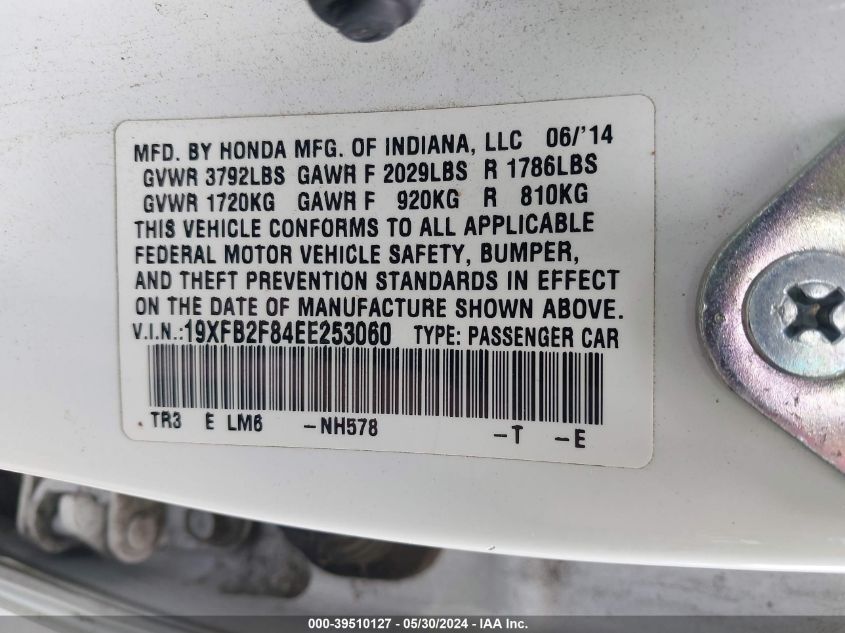 MFD. BY HONDA MFG. OF INDIANA, LLC 06/'14
GVWR 3792LBS GAWR F 2029LBS R 1786LBS
GVWR 1720KG GAWR F 920KG R 810KG
THIS VEHICLE CONFORMS TO ALL APPLICABLE
FEDERAL MOTOR VEHICLE SAFETY, BUMPER,
AND THEFT PREVENTION STANDARDS IN EFFECT
ON THE DATE OF MANUFACTURE SHOWN ABOVE.
V.I.N.:19XFB2F84EE253060 TYPE: PASSENGER CAR
TR3 E LM6 -NH578 -T -E
000-39510127 - 05/30/2024 - IAA Inc.